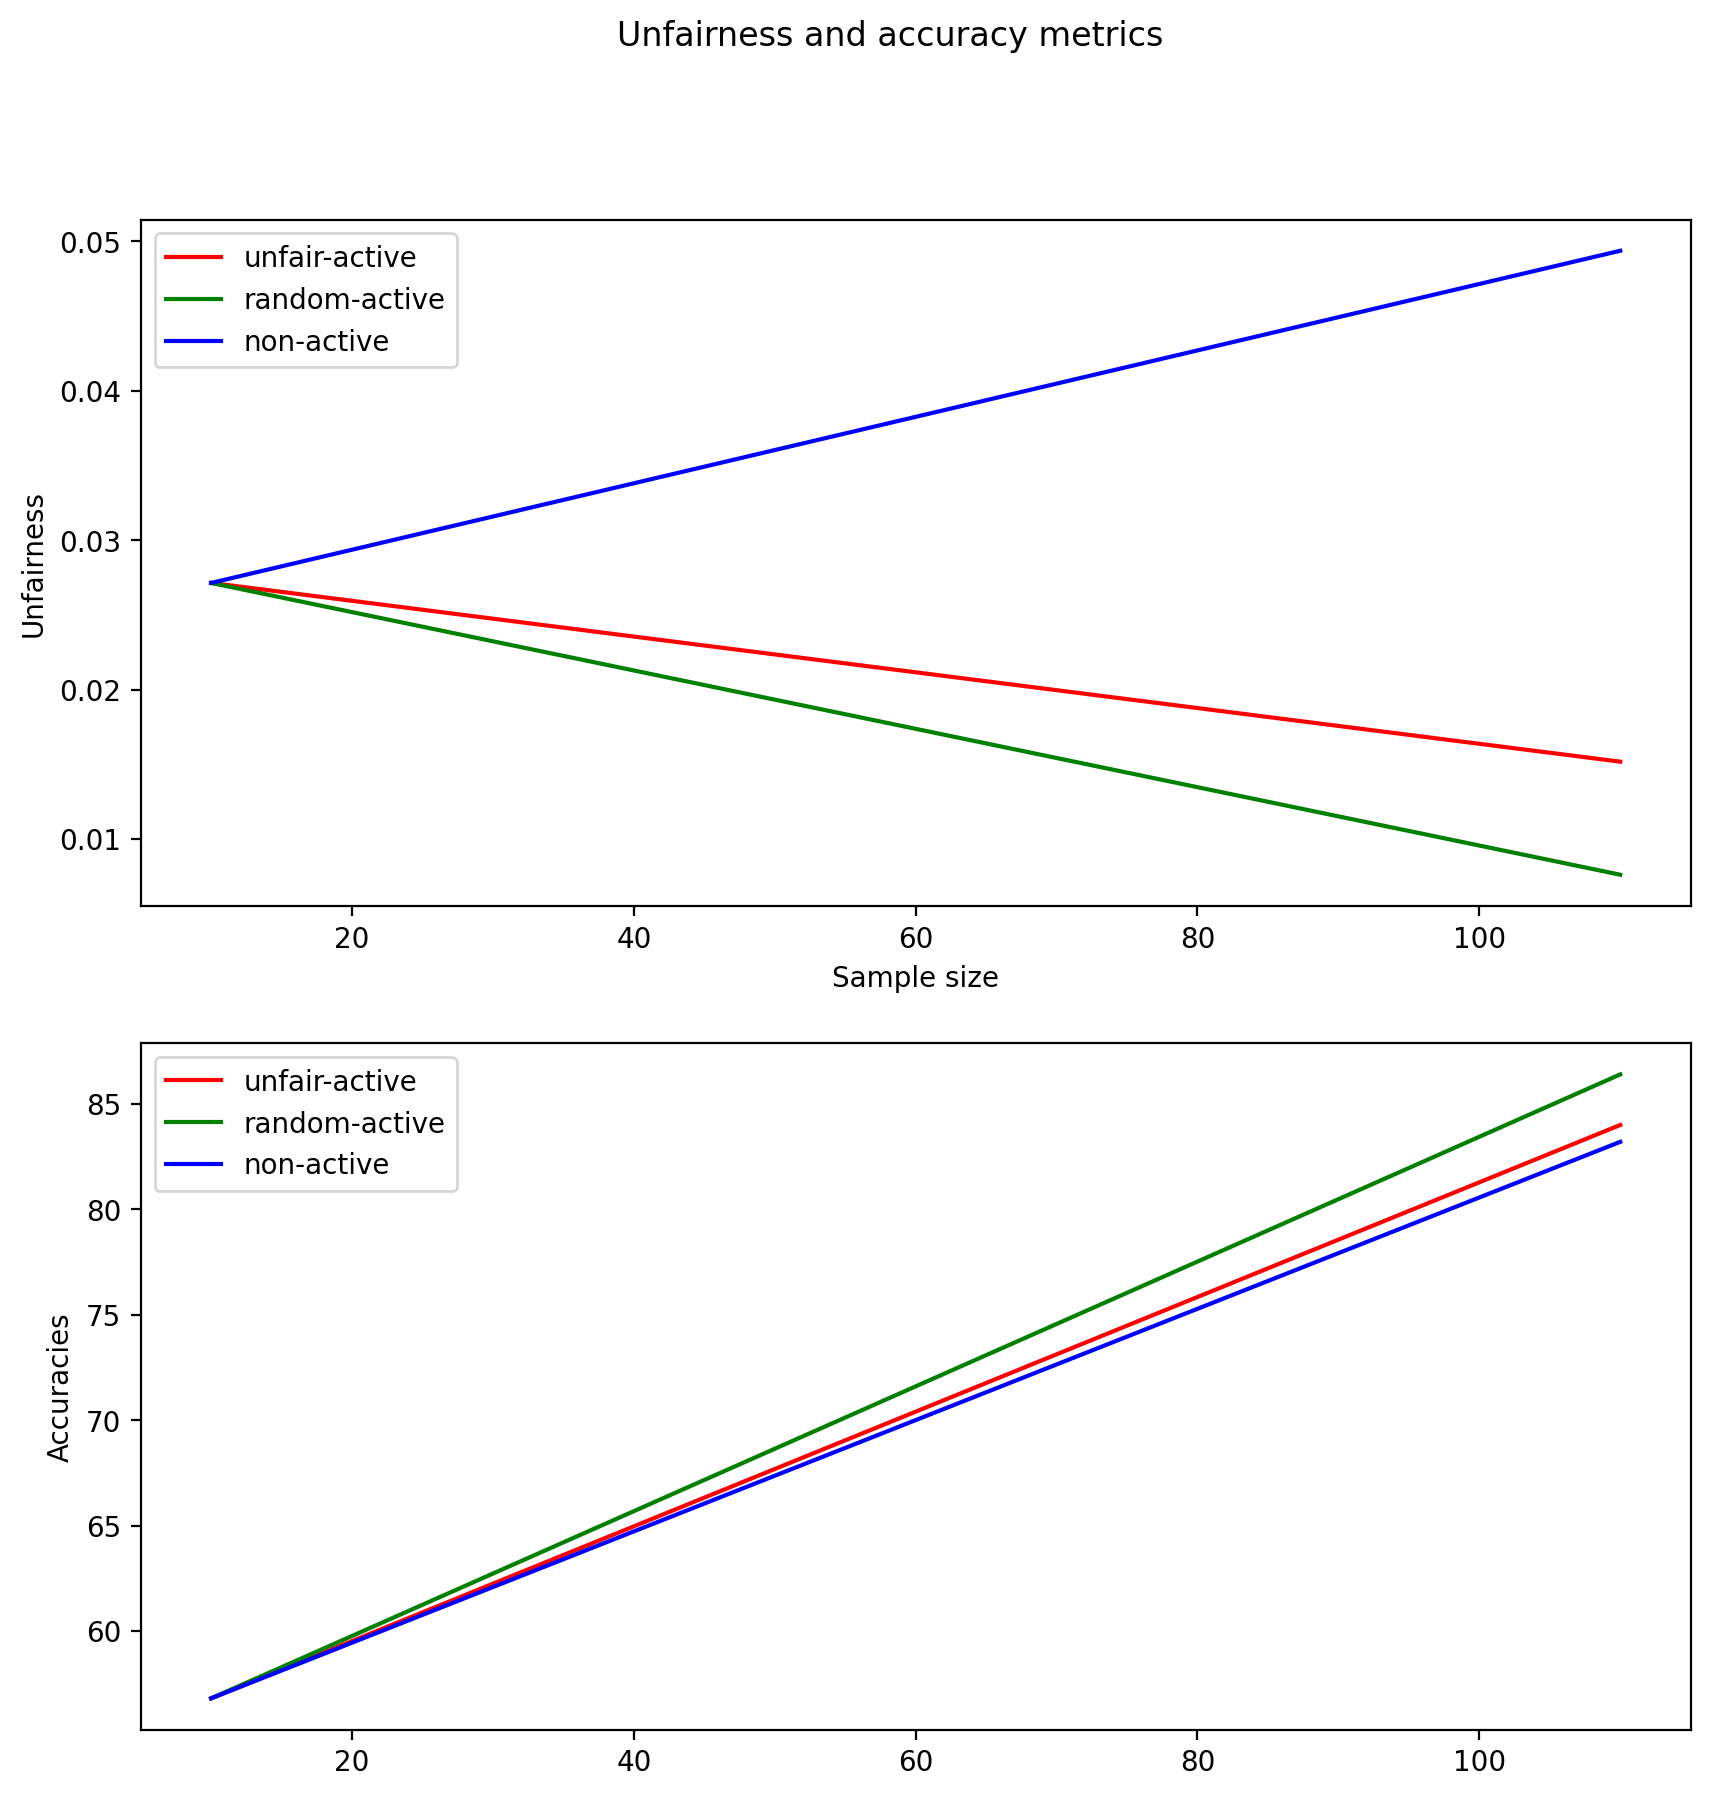 Unfairness and accuracy metrics
unfair-active
random-active
non-active
0.05
0.04
0.03
0.02
0.01
Unfairness
20 40 60 80 100
Sample size
unfair-active
random-active
non-active
85
80
75
70
65
60
Accuracies
20 40 60 80 100